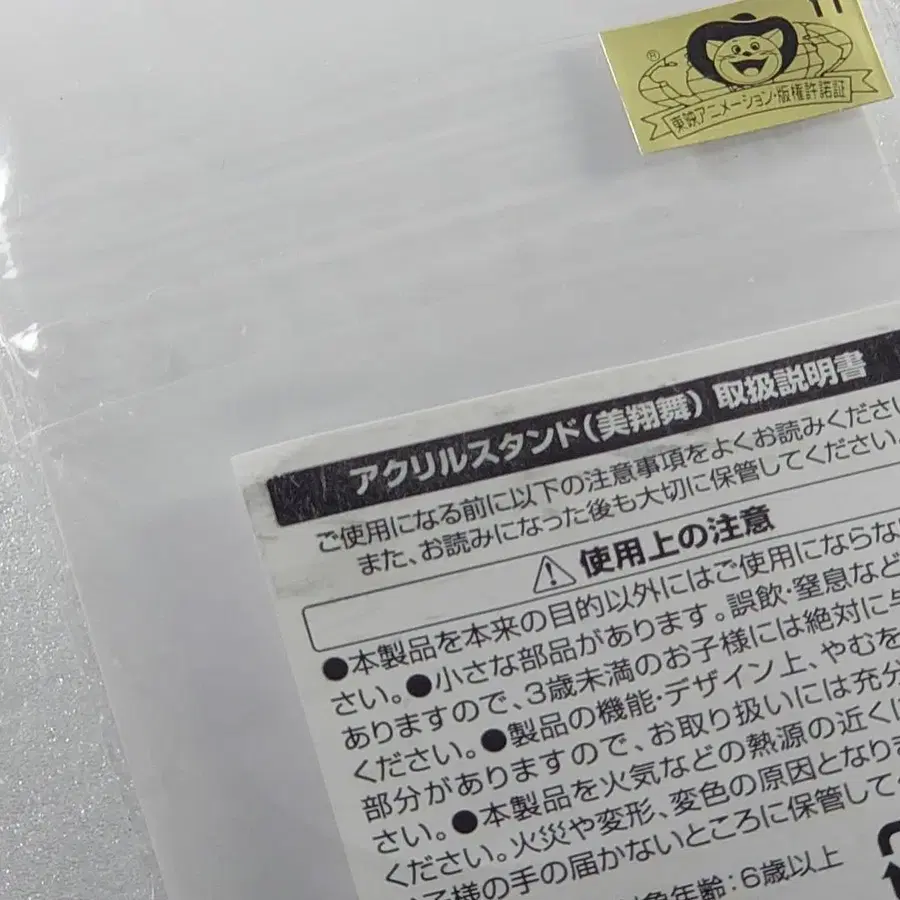 東映アニメーション・版権許諾証
アクリルスタンド(美翔舞) 取扱説明書
ご使用になる前に以下の注意事項をよくお読みください
また、お読みになった後も大切に保管してください。
⚠使用上の注意
●本製品を本来の目的以外にはご使用にならない
さい。●小さな部品があります。誤飲・窒息など
ありますので、3歳未満のお子様には絶対に与
ください。●製品の機能・デザイン上、やむを
部分がありますので、お取り扱いには充分
さい。●本製品を火気などの熱源の近くに
ください。火災や変形、変色の原因となりま
子様の手の届かないところに保管して
象年齢：6歳以上